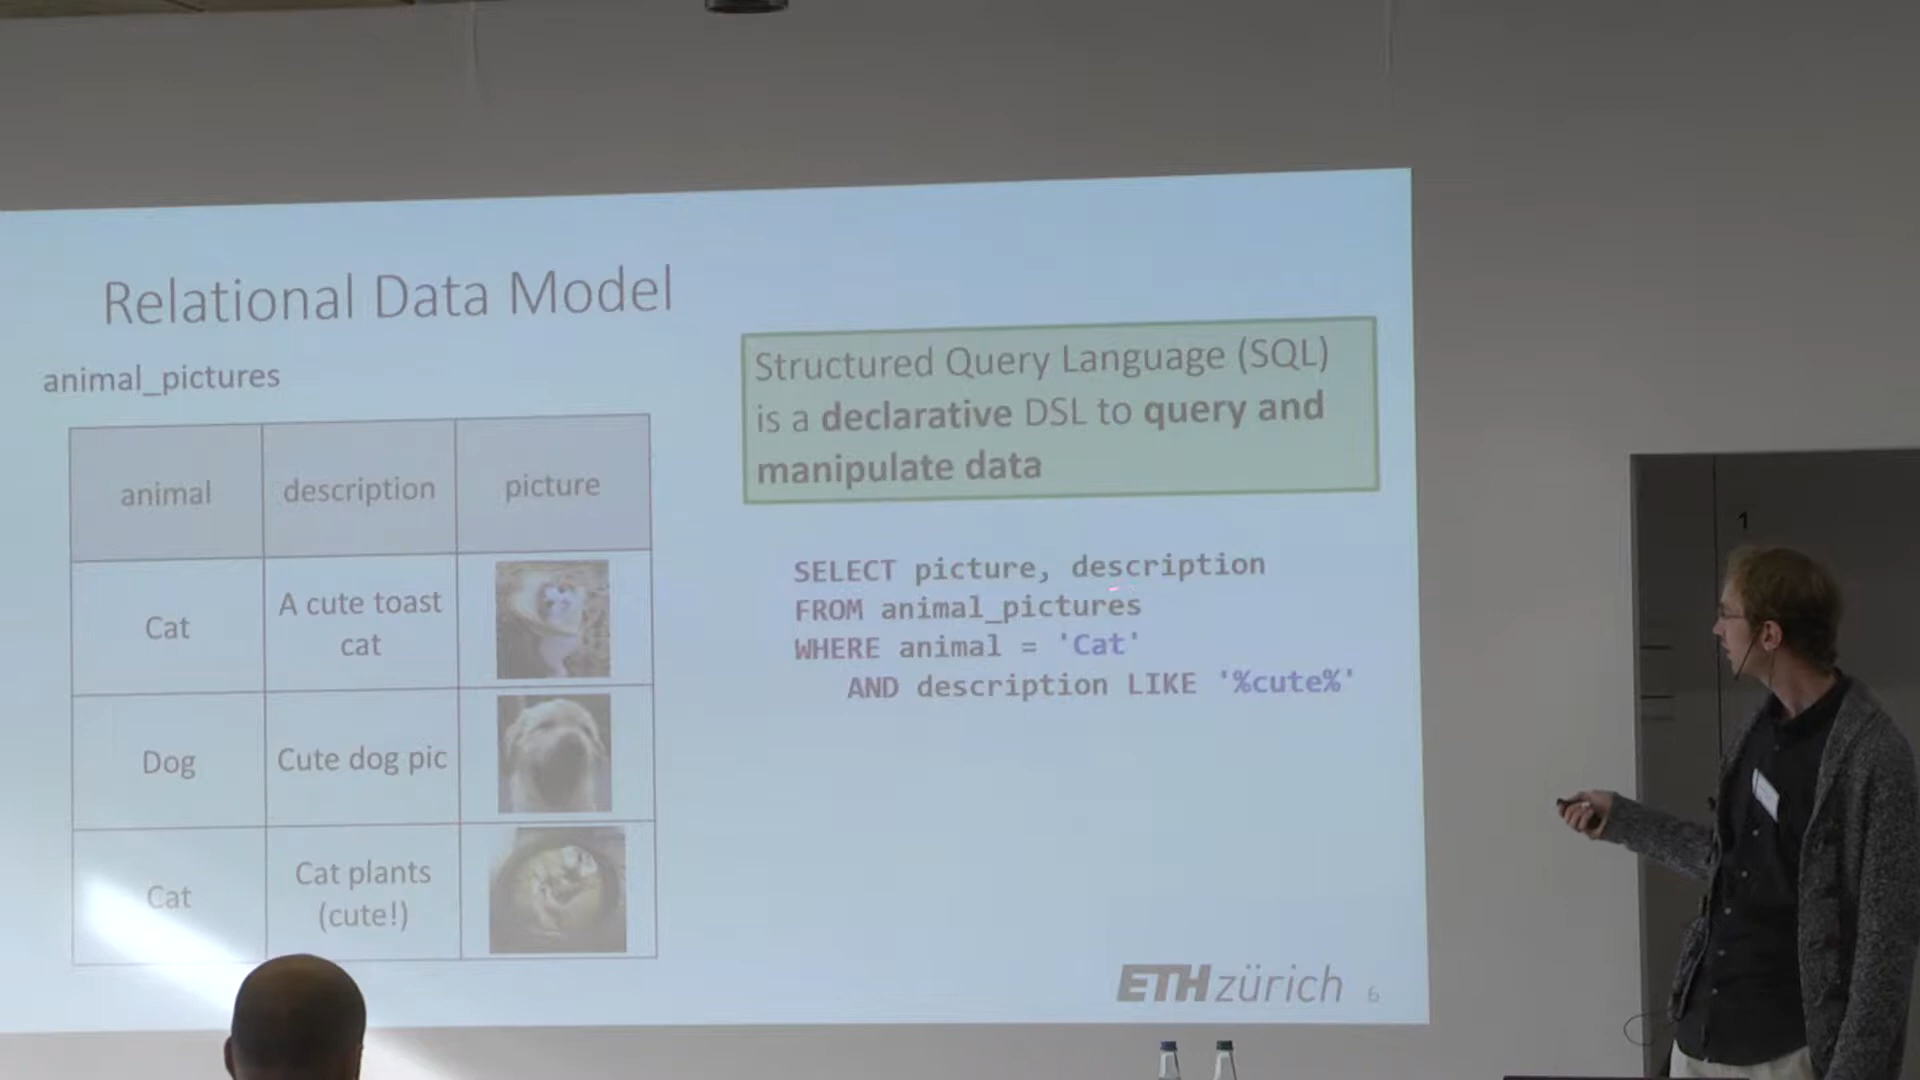 Relational Data Model
animal_pictures
animal description picture
Cat
A cute toast
cat
Dog
Cute dog pic
Cat
Cat plants
(cute!)
Structured Query Language (SQL)
is a declarative DSL to query and
manipulate data
SELECT picture, description
FROM animal_pictures
WHERE animal = 'Cat'
AND description LIKE '%cute%'
ETH zürich 6
1